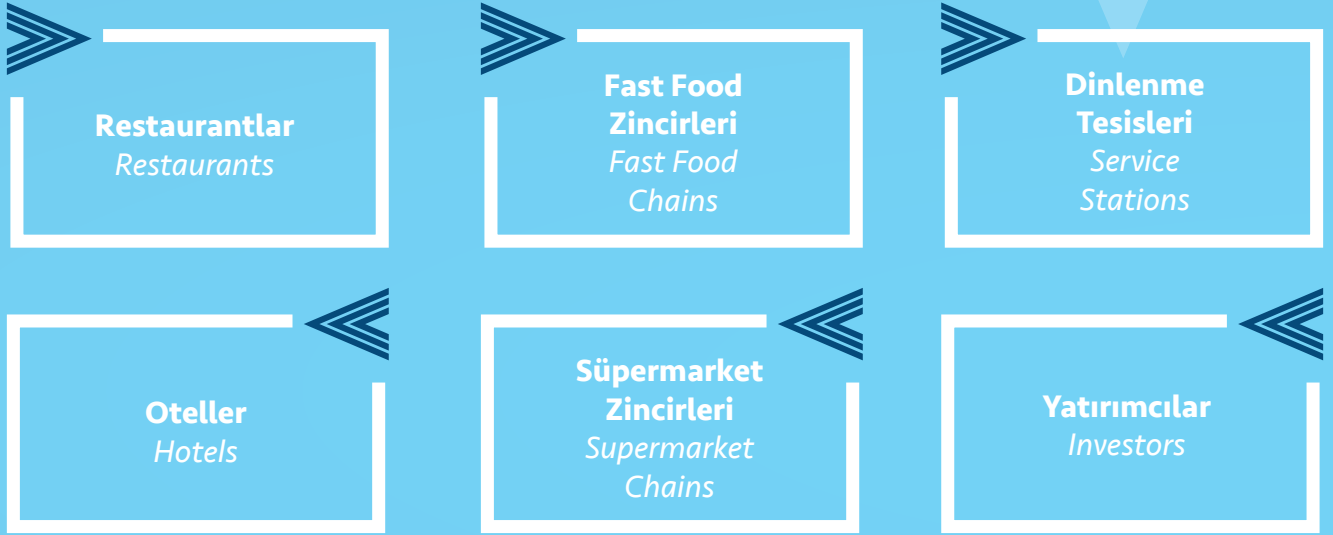 Restaurantlar
Restaurants
Fast Food
Zincirleri
Fast Food
Chains
Dinlenme
Tesisleri
Service
Stations
Oteller
Hotels
Süpermarket
Zincirleri
Supermarket
Chains
Yatırımcılar
Investors